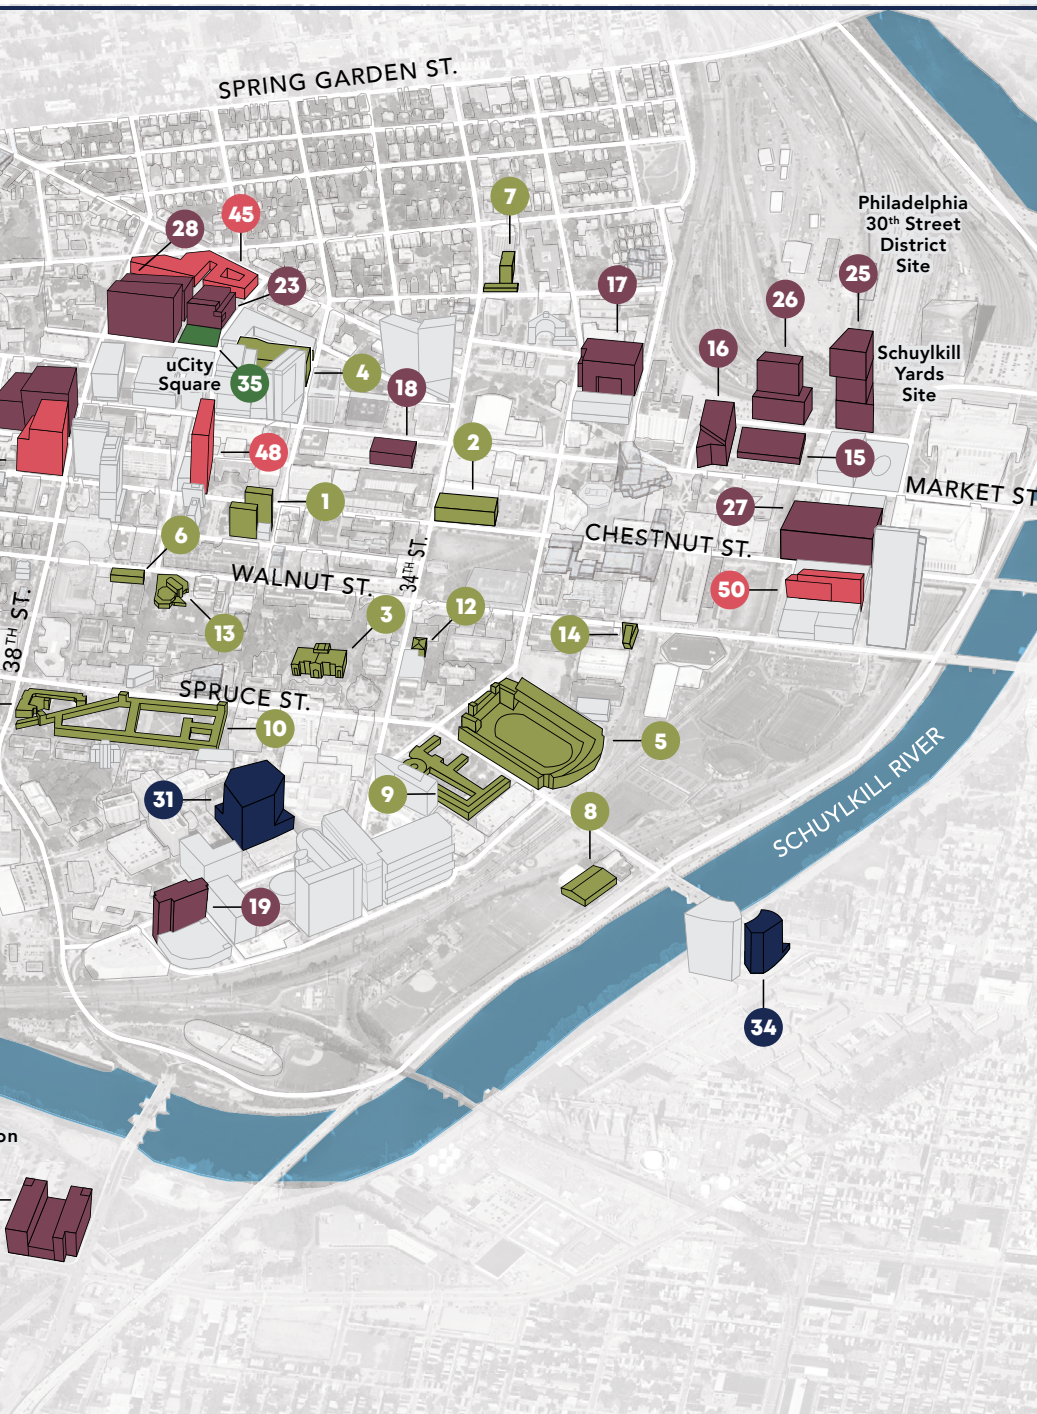 SPRING GARDEN ST.
7
Philadelphia
30th Street
District
Site
45
28
25
23
17
26
16
Schuylkill
Yards
Site
uCity
Square
35
4
18
48
2
15
MARKET ST
1
27
6
CHESTNUT ST.
34TH ST.
WALNUT ST.
50
38TH ST.
13
3
12
14
SPRUCE ST.
10
5
31
9
8
SCHUYLKILL RIVER
19
34
on